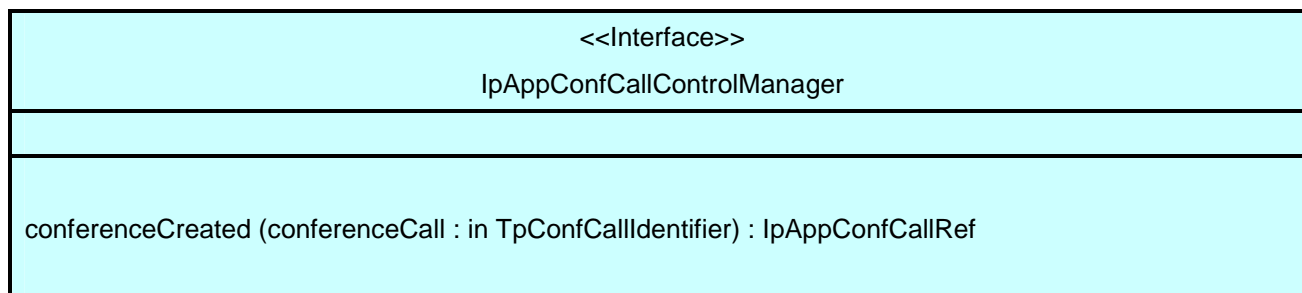 <<Interface>>
IpAppConfCallControlManager
conferenceCreated (conferenceCall : in TpConfCallIdentifier) : IpAppConfCallRef